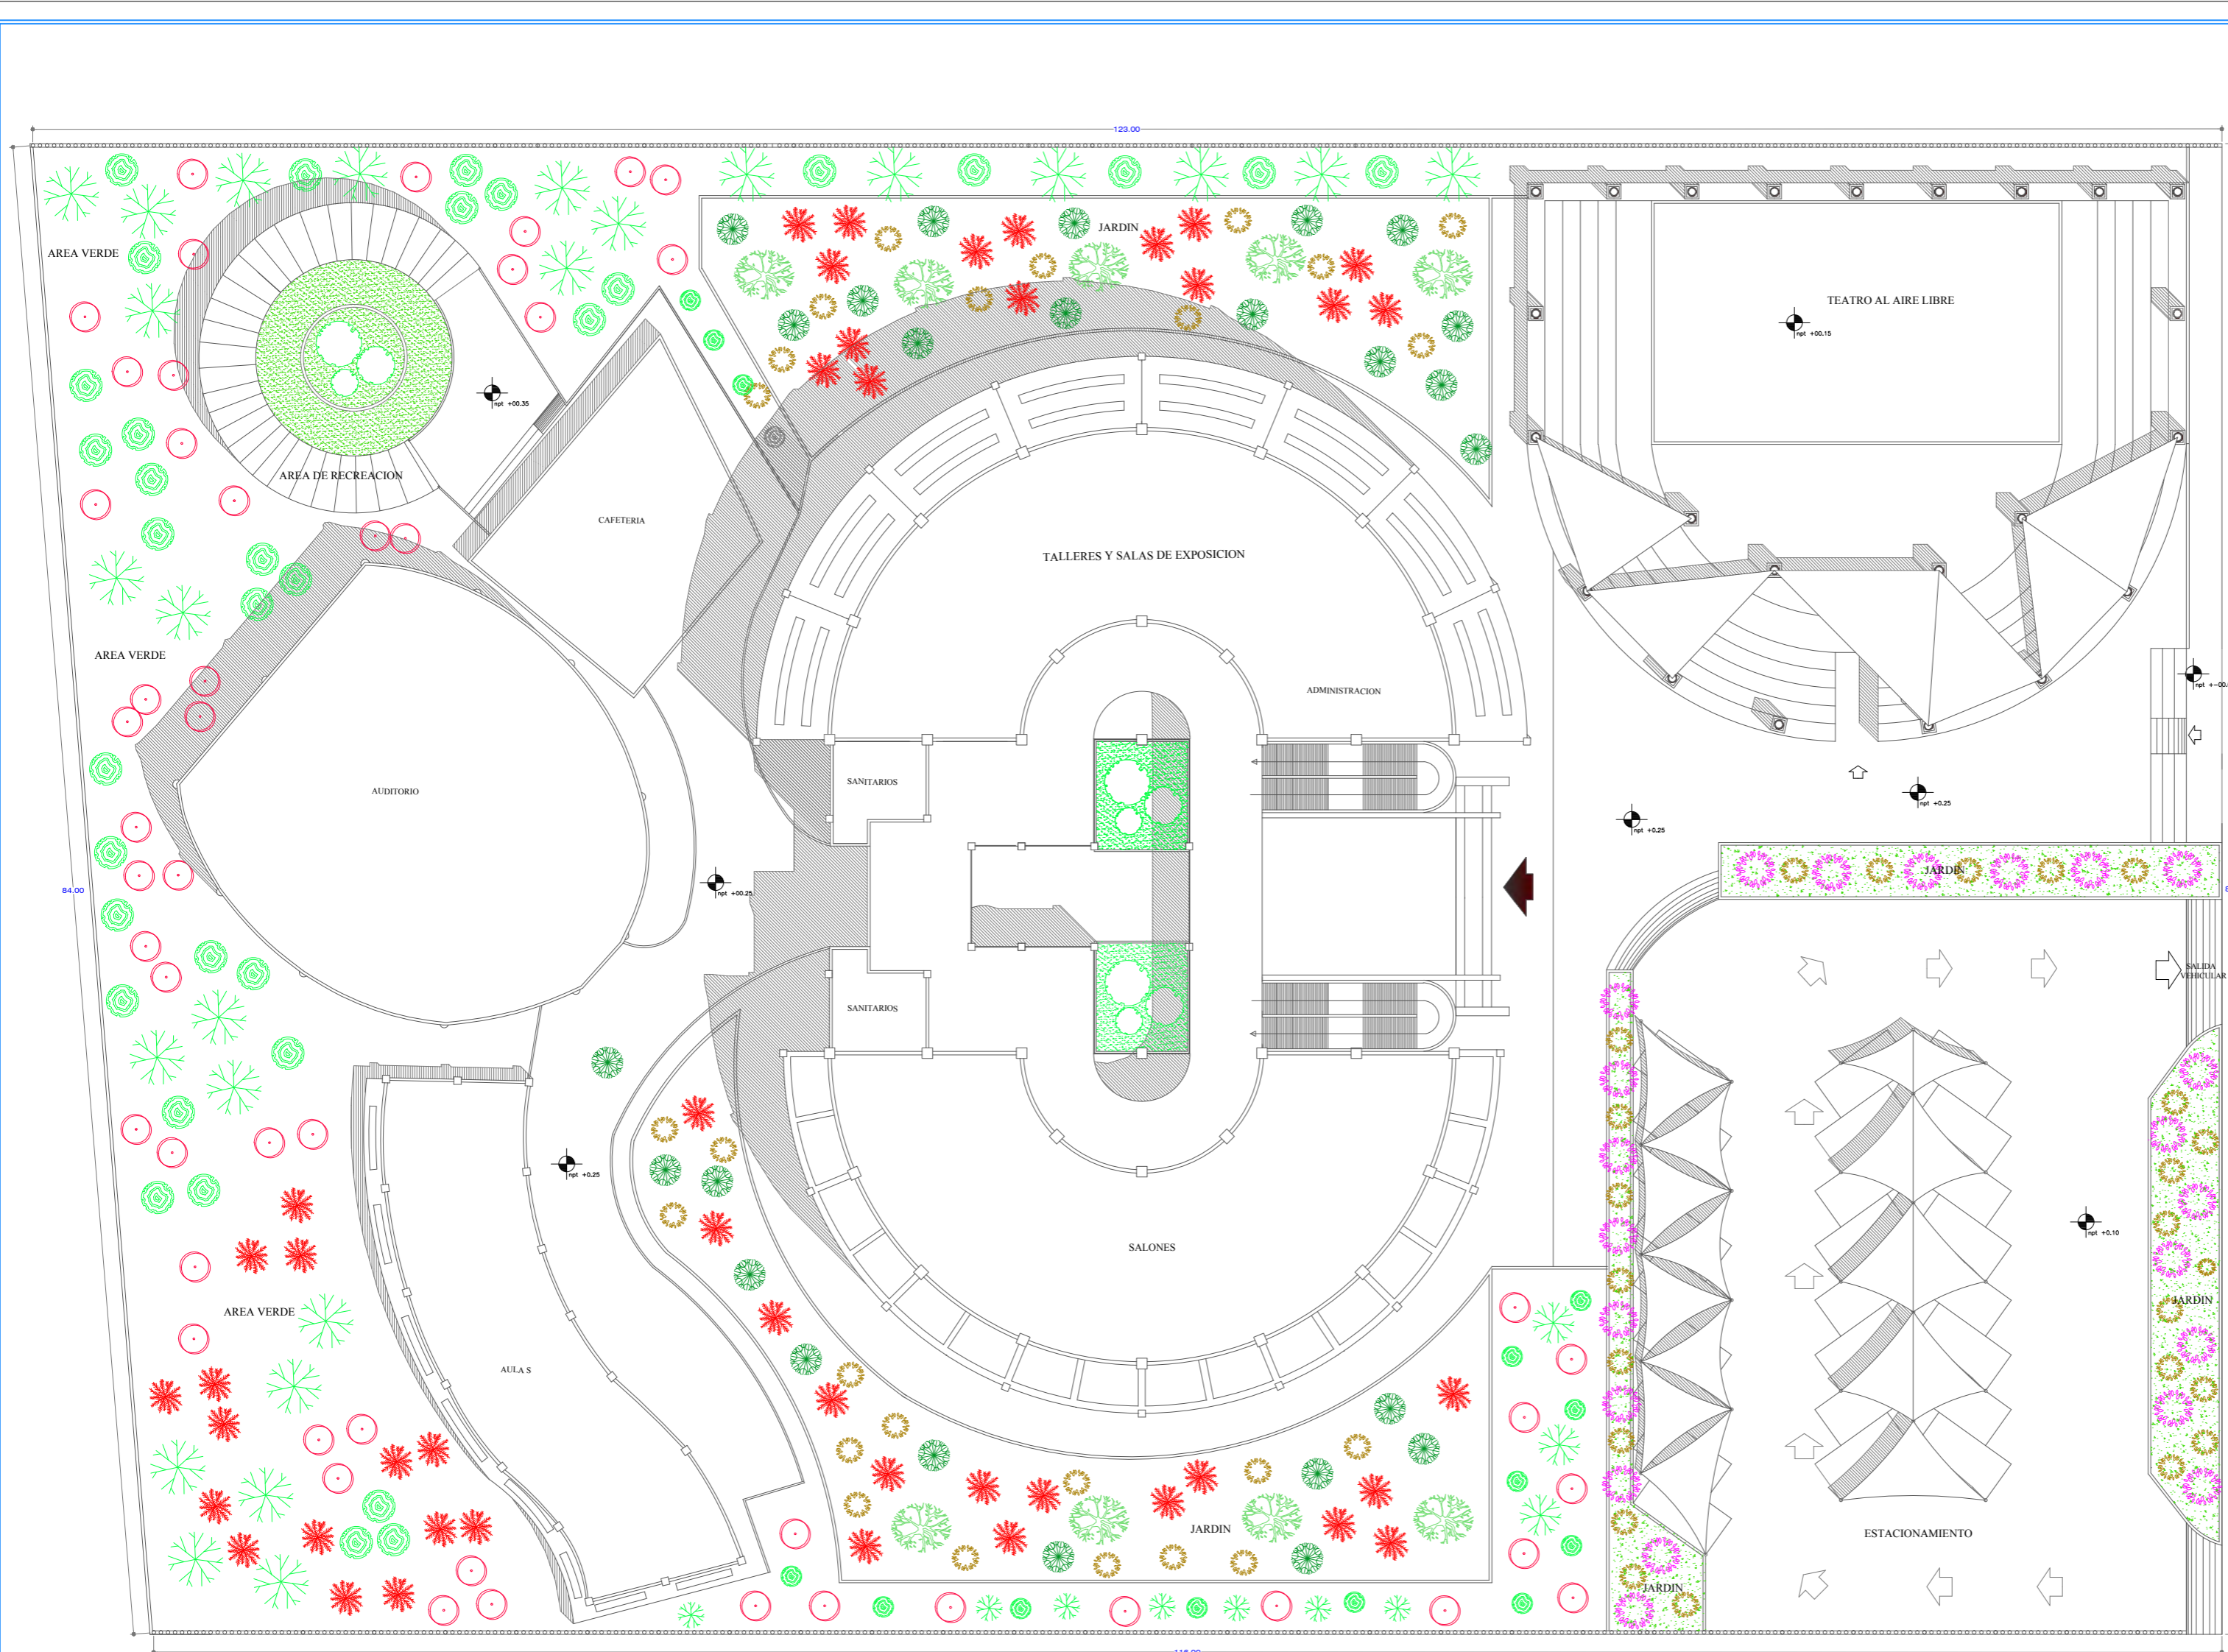 123.00
JARDIN
AREA VERDE
TEATRO AL AIRE LIBRE
npt +00.15
npt +00.35
AREA DE RECREACION
CAFETERIA
TALLERES Y SALAS DE EXPOSICION
AREA VERDE
ADMINISTRACION
AUDITORIO
SANITARIOS
npt +0.25
npt +0.25
JARDIN
84.00
npt +00.25
SALIDA
VEHICULAR
SANITARIOS
npt +0.25
npt +0.10
SALONES
JARDIN
AREA VERDE
AULA S
JARDIN
ESTACIONAMIENTO
JARDIN